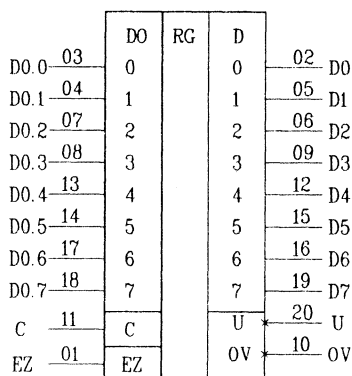 DO RG D
D0.0 03 0 0 02 D0
D0.1 04 1 1 05 D1
D0.2 07 2 2 06 D2
D0.3 08 3 3 09 D3
D0.4 13 4 4 12 D4
D0.5 14 5 5 15 D5
D0.6 17 6 6 16 D6
D0.7 18 7 7 19 D7
C 11 C U 20 U
EZ 01 EZ 0V 10 0V